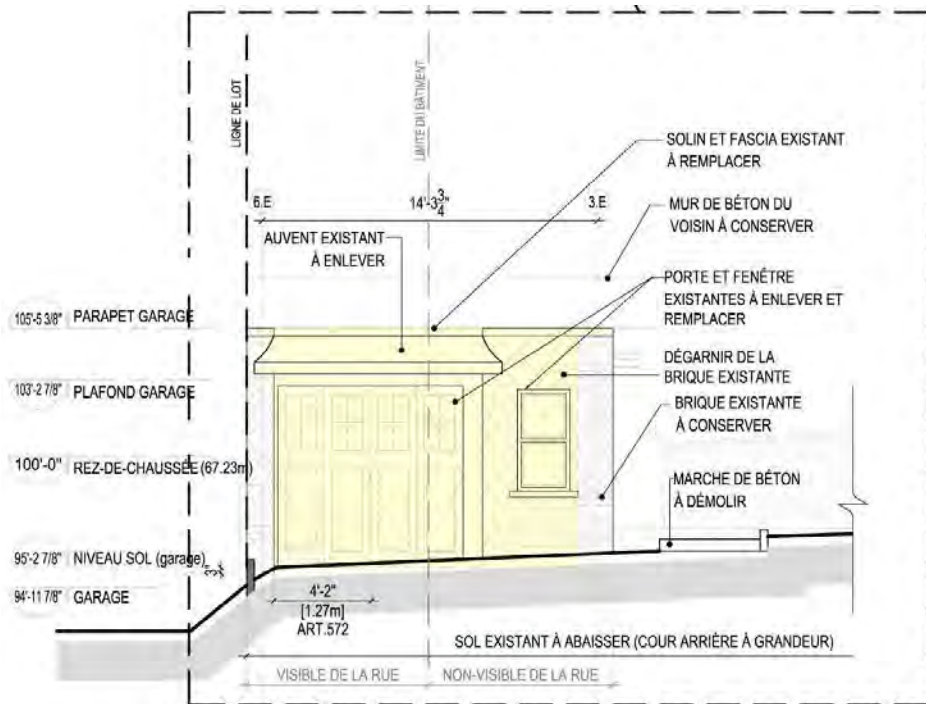 LIGNE DE LOT
LIMITE DU BÂTIMENT
SOLIN ET FASCIA EXISTANT
À REMPLACER
6.E
14'-3 3/4"
3.E
MUR DE BÉTON DU
VOISIN À CONSERVER
AUVENT EXISTANT
À ENLEVER
PORTE ET FENÊTRE
EXISTANTES À ENLEVER ET
REMPLACER
105'-5 3/8" PARAPET GARAGE
DÉGARNIR DE LA
BRIQUE EXISTANTE
103'-2 7/8" PLAFOND GARAGE
BRIQUE EXISTANTE
À CONSERVER
100'-0" REZ-DE-CHAUSSÉE (67.23m)
MARCHE DE BÉTON
À DÉMOLIR
95'-2 7/8" NIVEAU SOL (garage)
3"
94'-11 7/8" GARAGE
4'-2"
[1.27m]
ART.572
SOL EXISTANT À ABAISSER (COUR ARRIÈRE À GRANDEUR)
VISIBLE DE LA RUE
NON-VISIBLE DE LA RUE